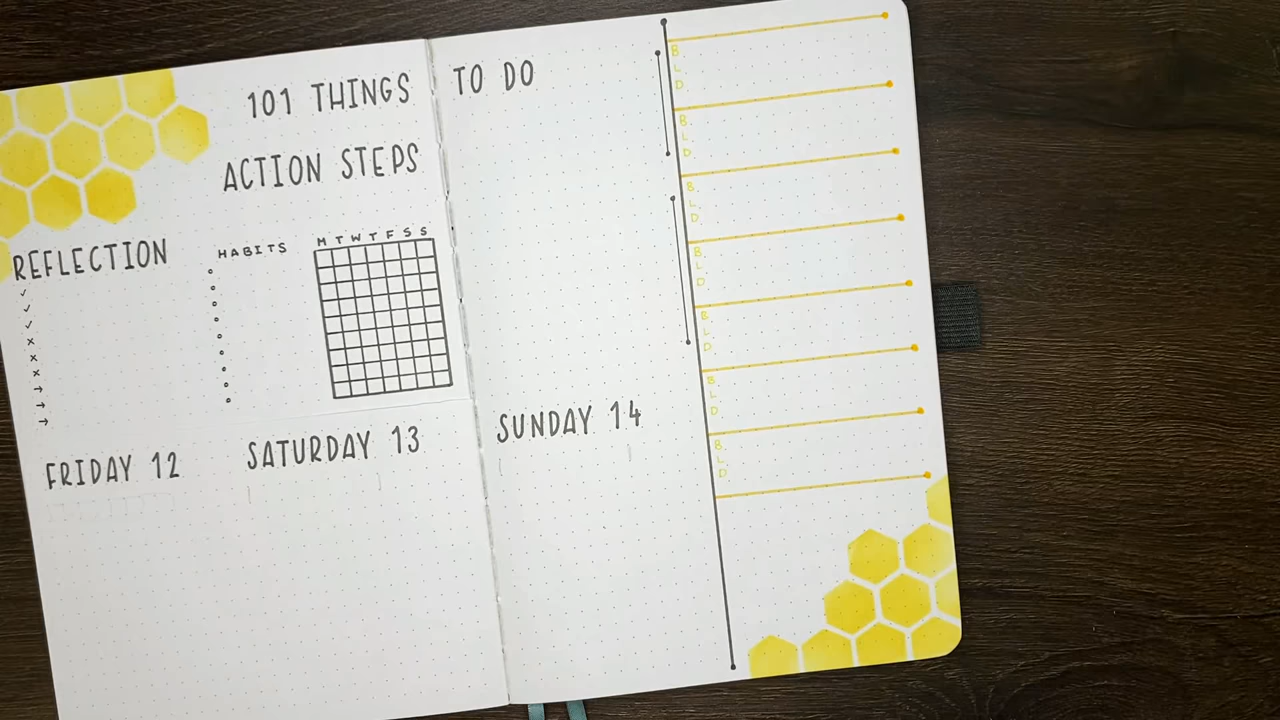 101 THINGS
ACTION STEPS
REFLECTION
HABITS
M T W T F S S
FRIDAY 12
SATURDAY 13
TO DO
SUNDAY 14
B.
L.
D.
B.
L.
D.
B.
L.
D.
B.
L.
D.
B.
L.
D.
B.
L.
D.
B.
L.
D.